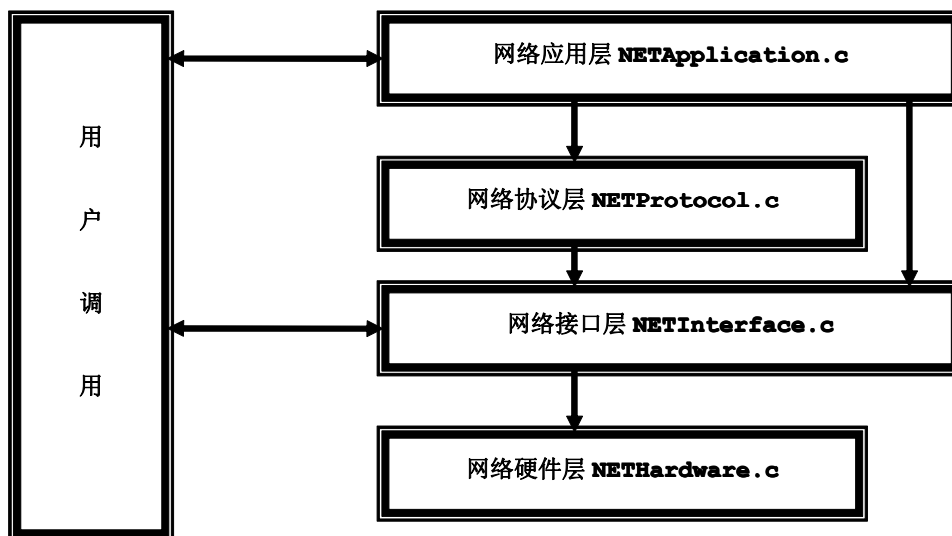 用
户
调
用
网络应用层 NETApplication.c
网络协议层 NETProtocol.c
网络接口层 NETInterface.c
网络硬件层 NETHardware.c